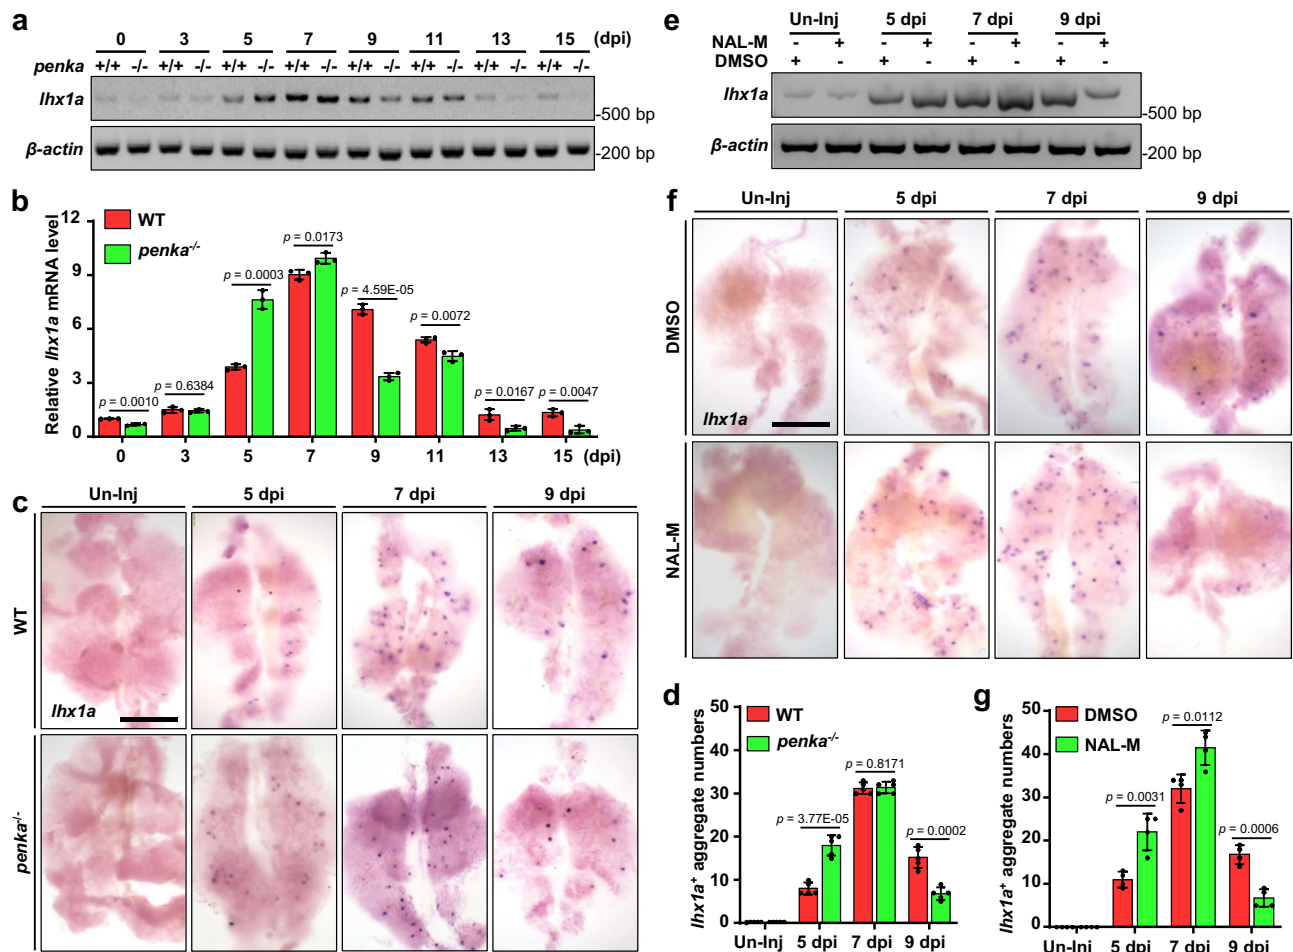 a
0 3 5 7 9 11 13 15 (dpi)
penka +/+ -/- +/+ -/- +/+ -/- +/+ -/- +/+ -/- +/+ -/- +/+ -/- +/+ -/-
lhx1a
-500 bp
β-actin
-200 bp
b
Relative lhx1a mRNA level
12
9
6
3
0
WT
penka-/-
p = 0.0010
p = 0.6384
p = 0.0003
p = 0.0173
p = 4.59E-05
p = 0.0072
p = 0.0167
p = 0.0047
0 3 5 7 9 11 13 15 (dpi)
c
Un-Inj 5 dpi 7 dpi 9 dpi
WT
lhx1a
penka-/-
e
Un-Inj 5 dpi 7 dpi 9 dpi
NAL-M - + - + - + - +
DMSO + - + - + - + -
lhx1a
-500 bp
β-actin
-200 bp
f
Un-Inj 5 dpi 7 dpi 9 dpi
DMSO
lhx1a
NAL-M
d
lhx1a+ aggregate numbers
50
40
30
20
10
0
WT
penka-/-
p = 3.77E-05
p = 0.8171
p = 0.0002
Un-Inj 5 dpi 7 dpi 9 dpi
g
lhx1a+ aggregate numbers
50
40
30
20
10
0
DMSO
NAL-M
p = 0.0031
p = 0.0112
p = 0.0006
Un-Inj 5 dpi 7 dpi 9 dpi